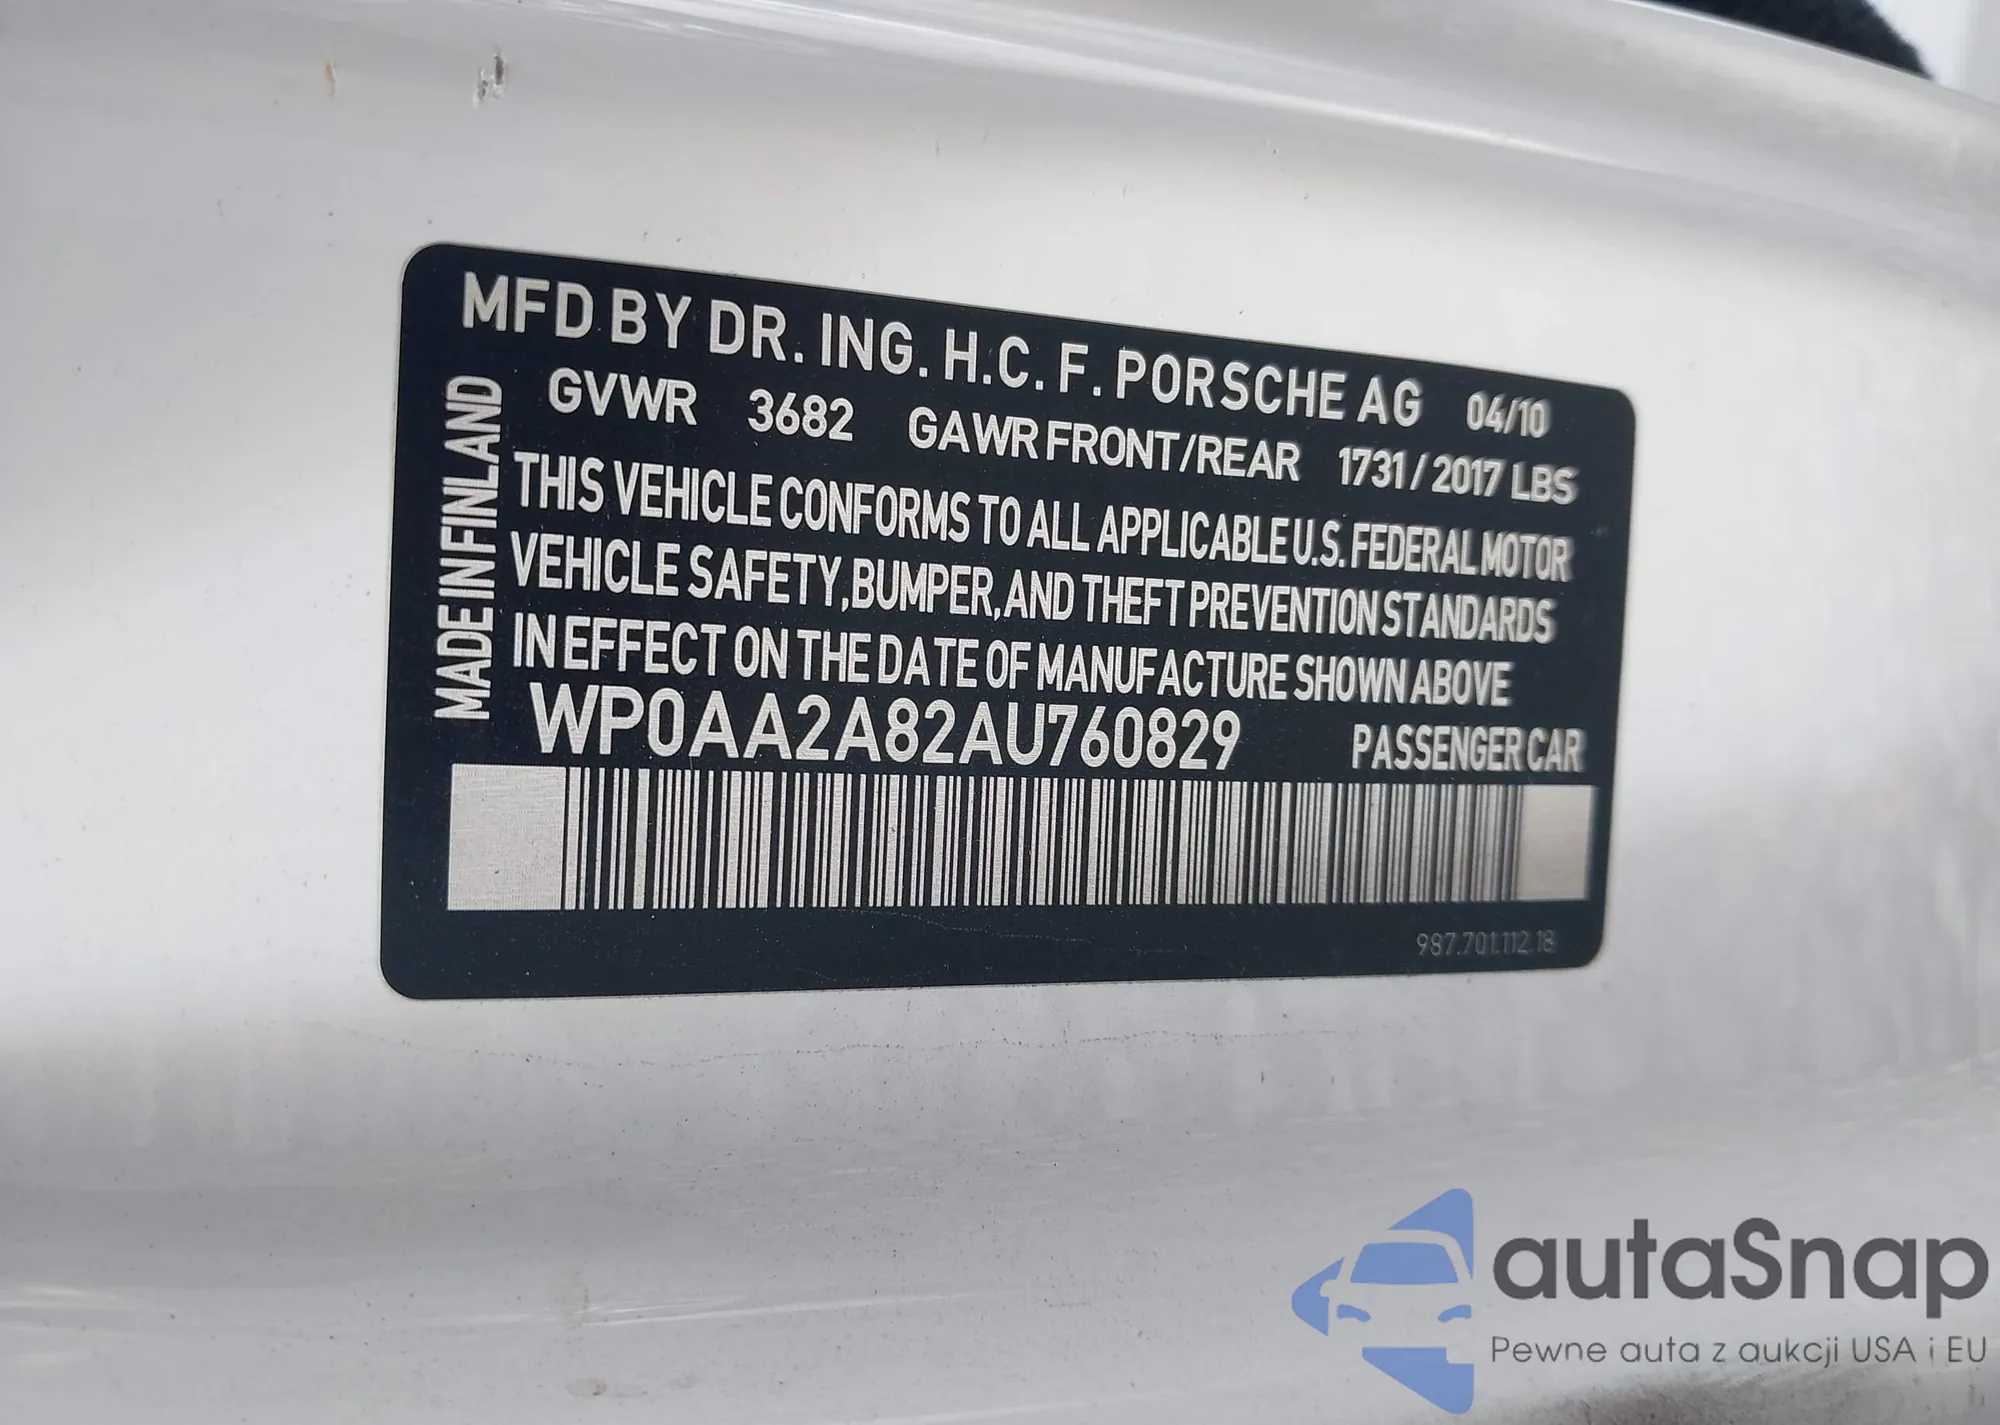 MFD BY DR. ING. H.C. F. PORSCHE AG 04/10
GVWR 3682 GAWR FRONT/REAR 1731/2017 LBS
THIS VEHICLE CONFORMS TO ALL APPLICABLE U.S. FEDERAL MOTOR
VEHICLE SAFETY, BUMPER, AND THEFT PREVENTION STANDARDS
IN EFFECT ON THE DATE OF MANUFACTURE SHOWN ABOVE
WP0AA2A82AU760829 PASSENGER CAR
MADE IN FINLAND
987.701.112.18
autaSnap
Pewne auta z aukcji USA i EU